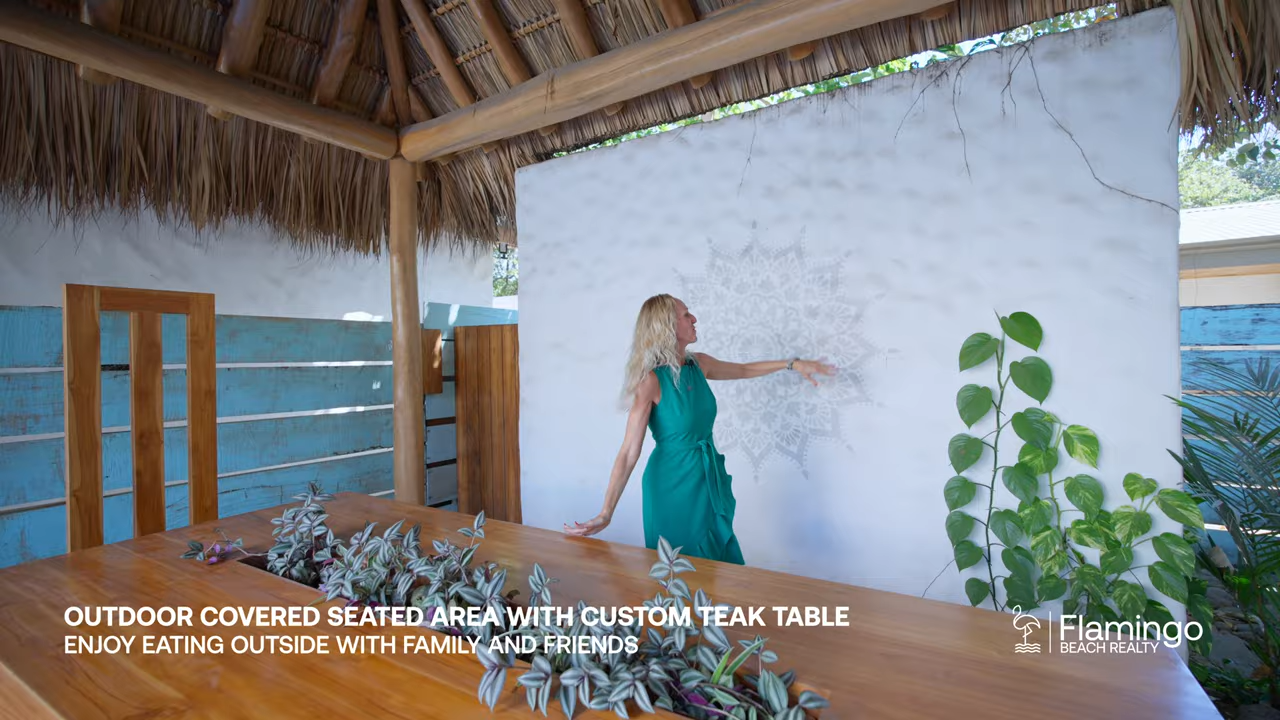 OUTDOOR COVERED SEATED AREA WITH CUSTOM TEAK TABLE
ENJOY EATING OUTSIDE WITH FAMILY AND FRIENDS
Flamingo
BEACH REALTY